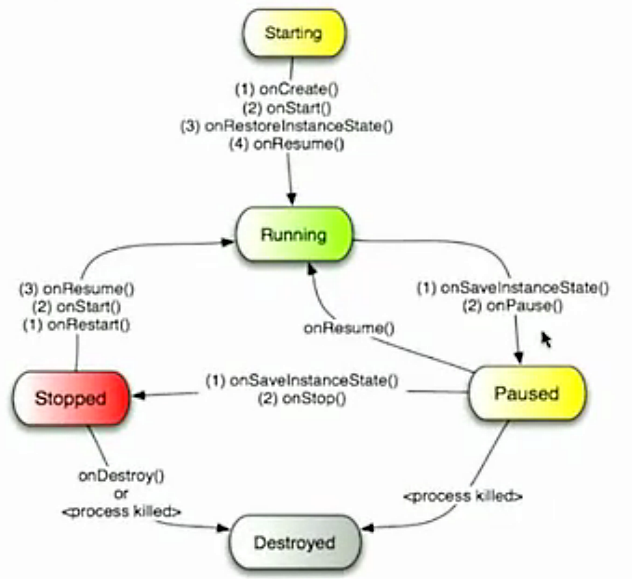 Starting
(1) onCreate()
(2) onStart()
(3) onRestoreInstanceState()
(4) onResume()
Running
(3) onResume()
(2) onStart()
(1) onRestart()
(1) onSaveInstanceState()
(2) onPause()
onResume()
Stopped
(1) onSaveInstanceState()
(2) onStop()
Paused
onDestroy()
or
<process killed>
<process killed>
Destroyed